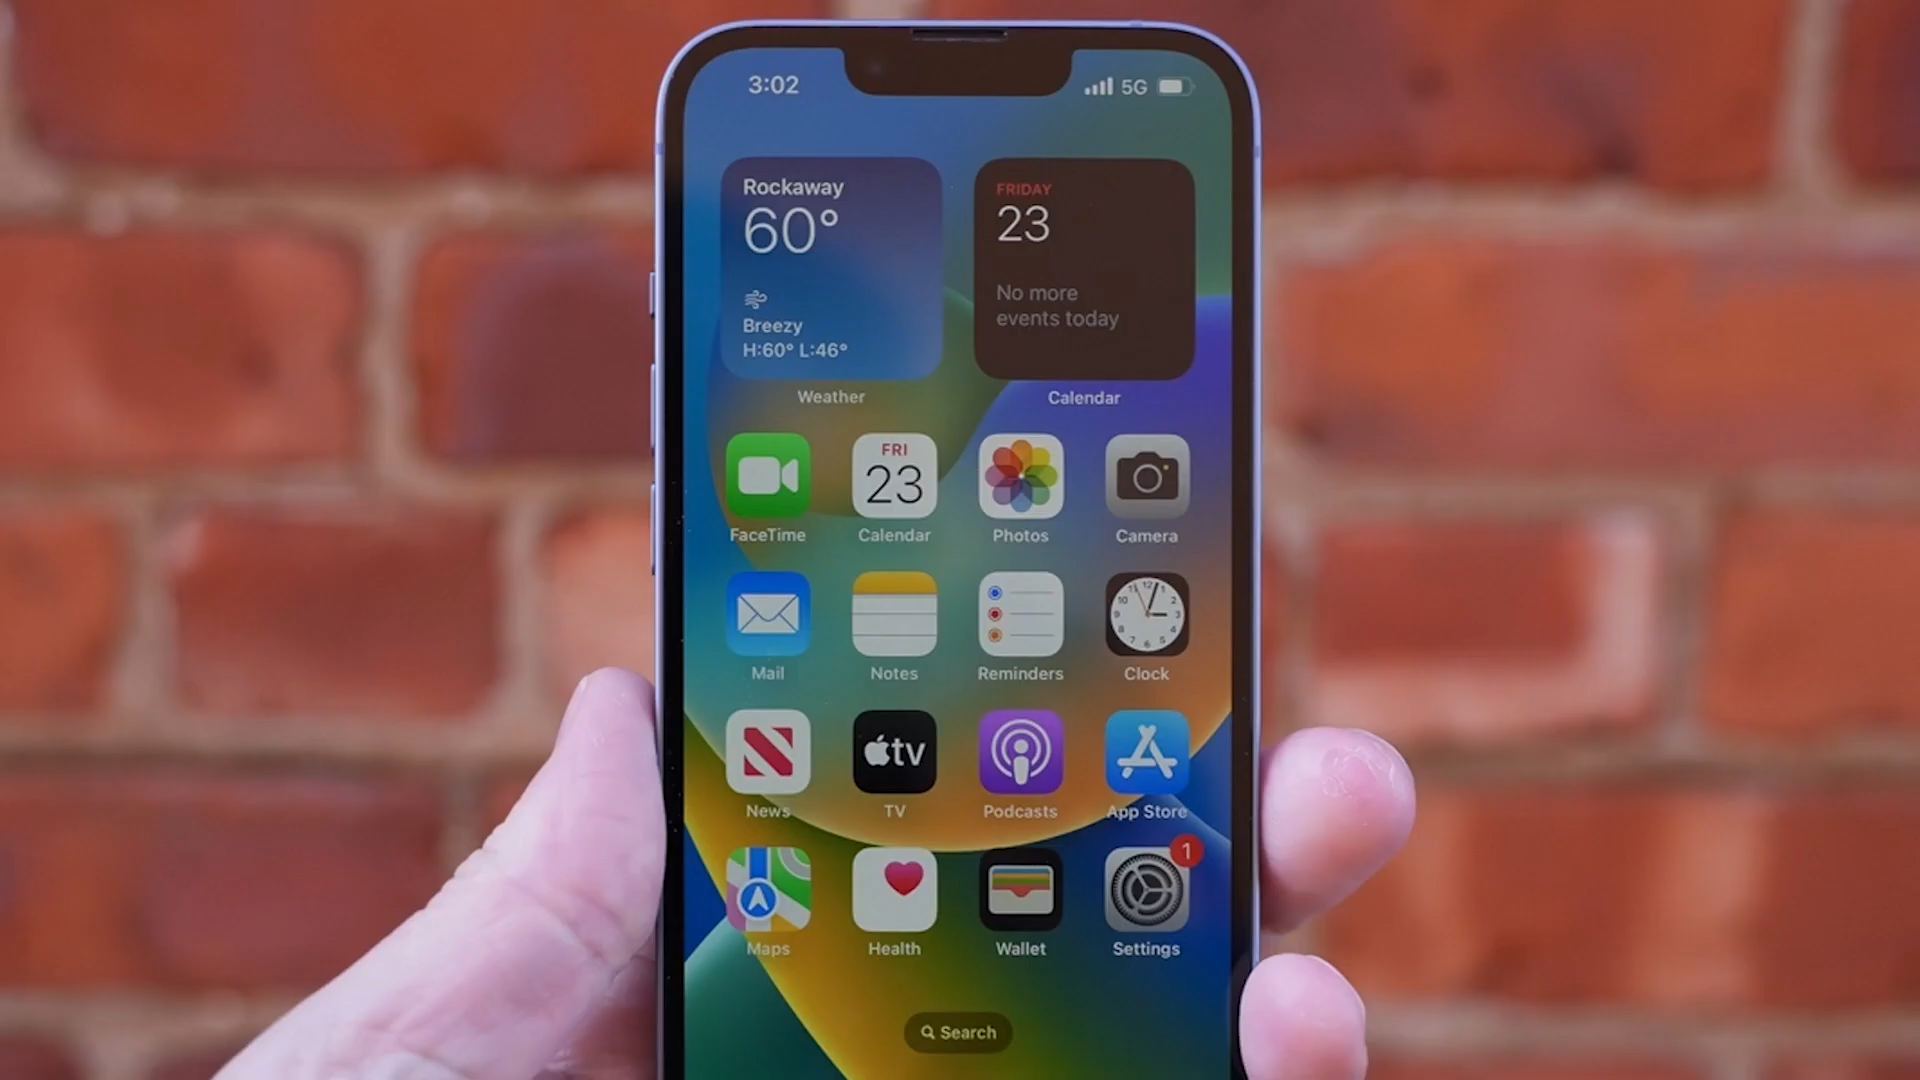 3:02
5G
Rockaway
60°
Breezy
H:60° L:46°
Weather
FRIDAY
23
No more
events today
Calendar
FRI
23
FaceTime
Calendar
Photos
Camera
Mail
Notes
Reminders
Clock
tv
News
TV
Podcasts
App Store
1
Maps
Health
Wallet
Settings
Search